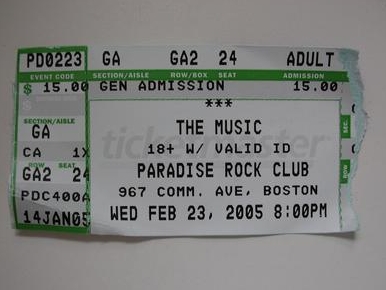 PD0223 GA GA2 24 ADULT
EVENT CODE SECTION/AISLE ROW/BOX SEAT ADMISSION
$ 15.00 GEN ADMISSION 15.00
***
SECTION/AISLE
THE MUSIC
GA
ticketmaster
18+ W/ VALID ID
CA 1X
ROW SEAT
PARADISE ROCK CLUB
GA2 24
967 COMM. AVE, BOSTON
PDC400A
14JAN05 WED FEB 23, 2005 8:00PM
SEC.